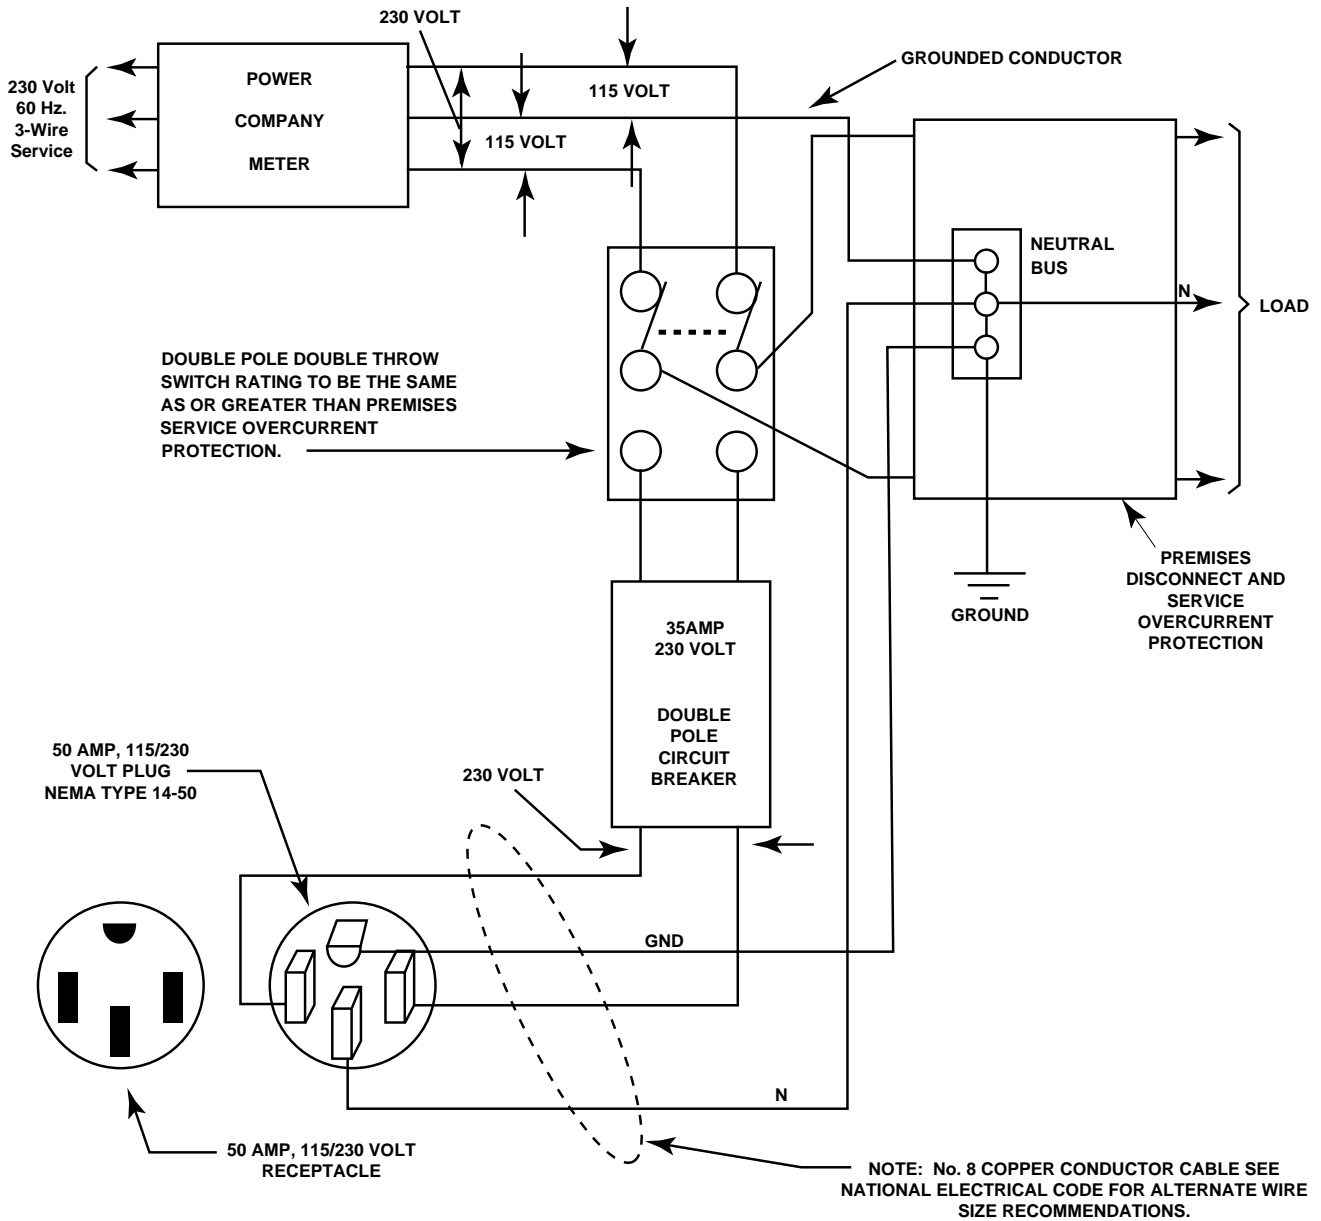 230 VOLT
230 Volt
60 Hz.
3-Wire
Service
POWER
COMPANY
METER
115 VOLT
115 VOLT
GROUNDED CONDUCTOR
NEUTRAL
BUS
N
LOAD
DOUBLE POLE DOUBLE THROW
SWITCH RATING TO BE THE SAME
AS OR GREATER THAN PREMISES
SERVICE OVERCURRENT
PROTECTION.
GROUND
PREMISES
DISCONNECT AND
SERVICE
OVERCURRENT
PROTECTION
35AMP
230 VOLT
DOUBLE
POLE
CIRCUIT
BREAKER
50 AMP, 115/230
VOLT PLUG
NEMA TYPE 14-50
230 VOLT
GND
N
50 AMP, 115/230 VOLT
RECEPTACLE
NOTE: No. 8 COPPER CONDUCTOR CABLE SEE
NATIONAL ELECTRICAL CODE FOR ALTERNATE WIRE
SIZE RECOMMENDATIONS.